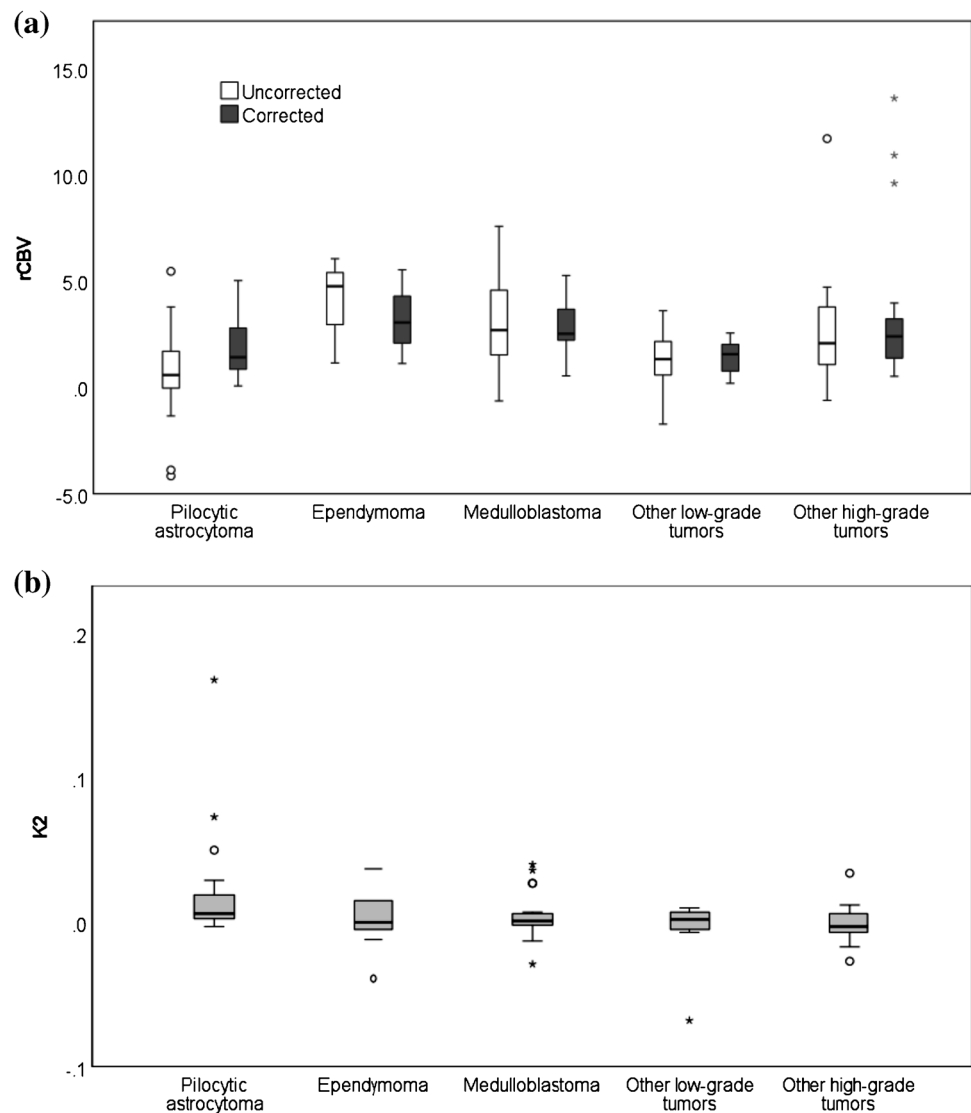 (a)
15.0
10.0
5.0
.0
-5.0
rCBV
Uncorrected
Corrected
Pilocytic
astrocytoma
Ependymoma
Medulloblastoma
Other low-grade
tumors
Other high-grade
tumors
(b)
.2
.1
.0
-.1
K2
Pilocytic
astrocytoma
Ependymoma
Medulloblastoma
Other low-grade
tumors
Other high-grade
tumors